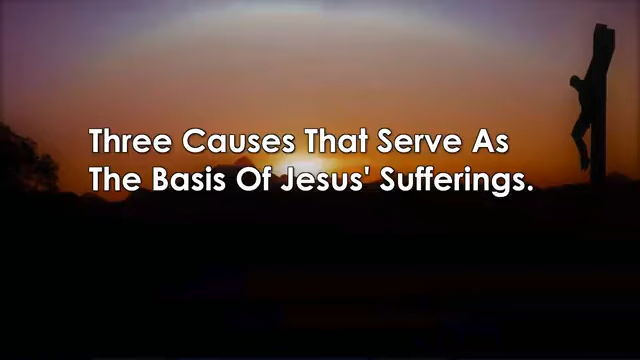 Three Causes That Serve As
The Basis Of Jesus' Sufferings.